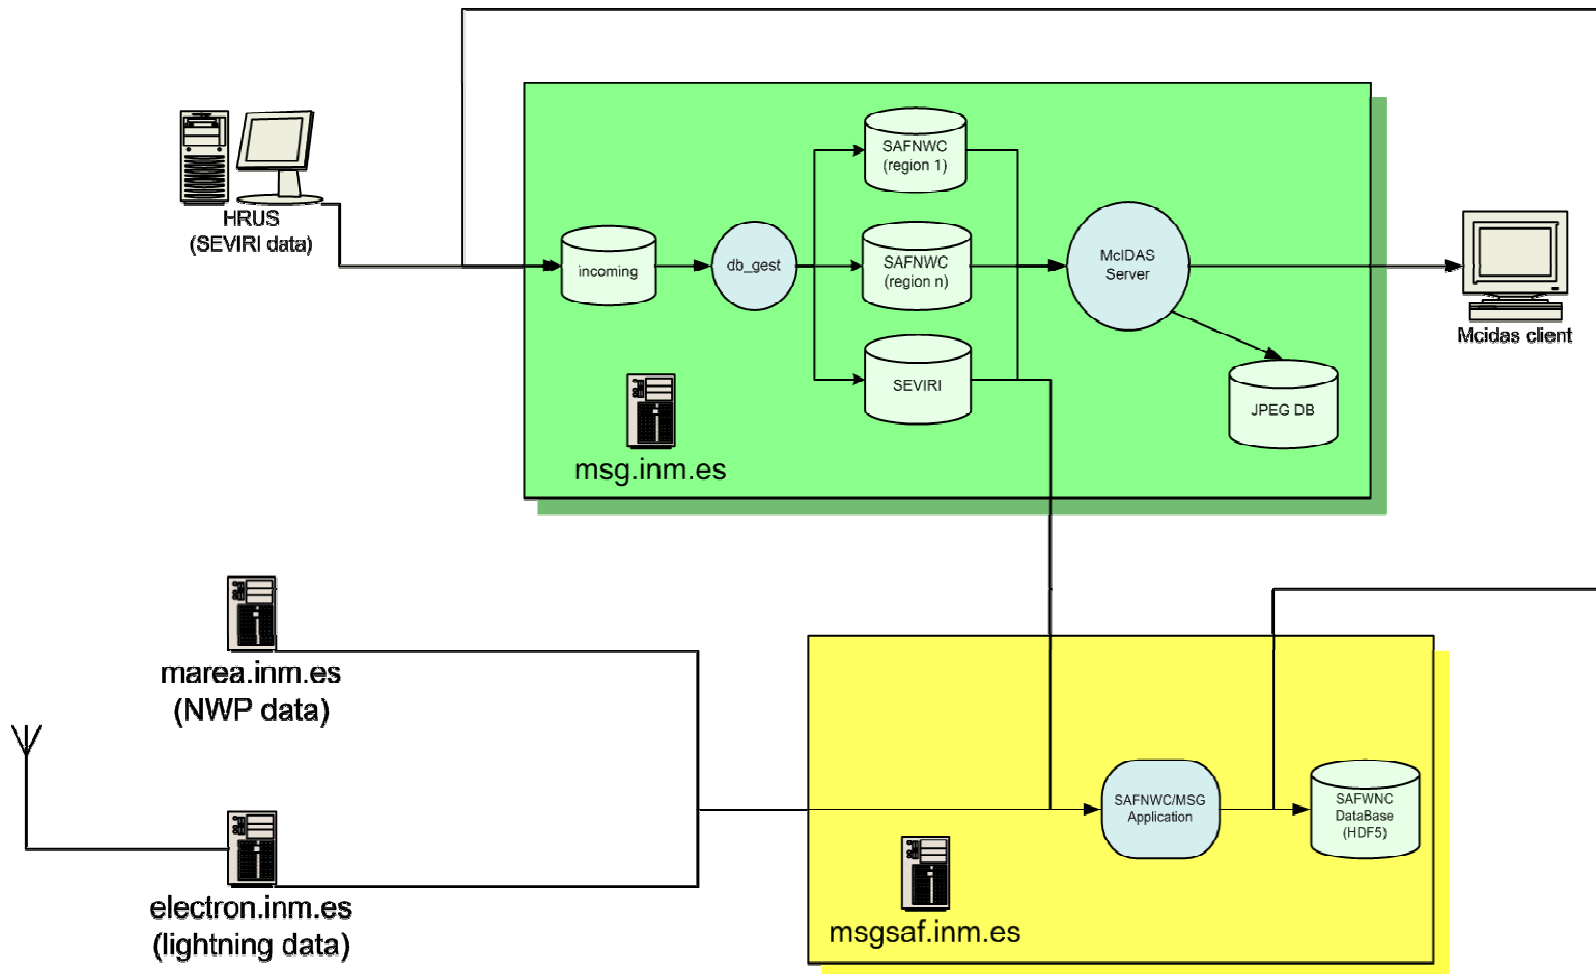 HRUS
(SEVIRI data)
incoming
db_gest
SAFNWC
(region 1)
SAFNWC
(region n)
SEVIRI
McIDAS
Server
JPEG DB
Mcidas client
msg.inm.es
marea.inm.es
(NWP data)
electron.inm.es
(lightning data)
SAFNWC/MSG
Application
SAFWNC
DataBase
(HDF5)
msgsaf.inm.es